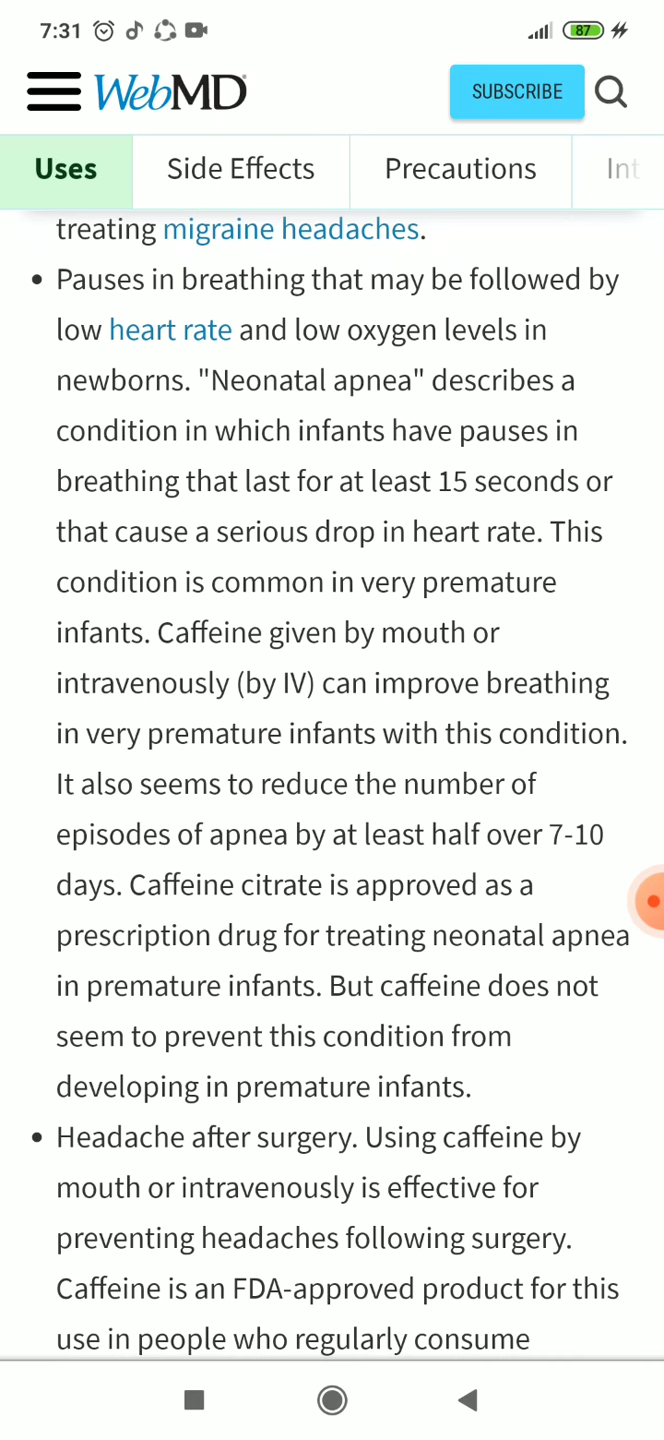 7:31
87
WebMD
SUBSCRIBE
Uses
Side Effects
Precautions
Int
treating migraine headaches.
• Pauses in breathing that may be followed by
low heart rate and low oxygen levels in
newborns. "Neonatal apnea" describes a
condition in which infants have pauses in
breathing that last for at least 15 seconds or
that cause a serious drop in heart rate. This
condition is common in very premature
infants. Caffeine given by mouth or
intravenously (by IV) can improve breathing
in very premature infants with this condition.
It also seems to reduce the number of
episodes of apnea by at least half over 7-10
days. Caffeine citrate is approved as a
prescription drug for treating neonatal apnea
in premature infants. But caffeine does not
seem to prevent this condition from
developing in premature infants.
• Headache after surgery. Using caffeine by
mouth or intravenously is effective for
preventing headaches following surgery.
Caffeine is an FDA-approved product for this
use in people who regularly consume